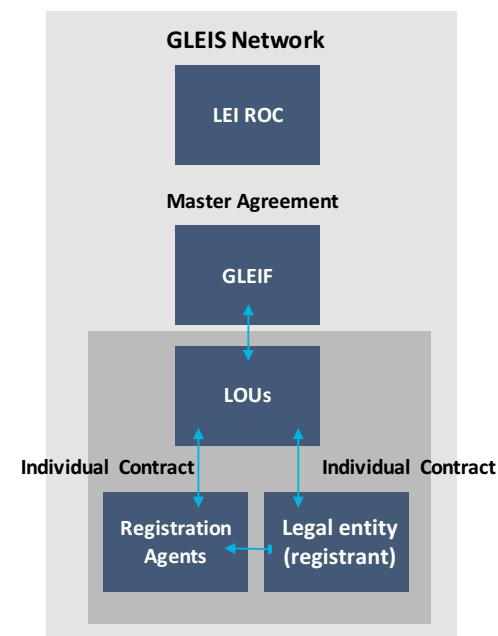 GLEIS Network
LEI ROC
Master Agreement
GLEIF
LOUs
Individual Contract
Individual Contract
Registration
Agents
Legal entity
(registrant)